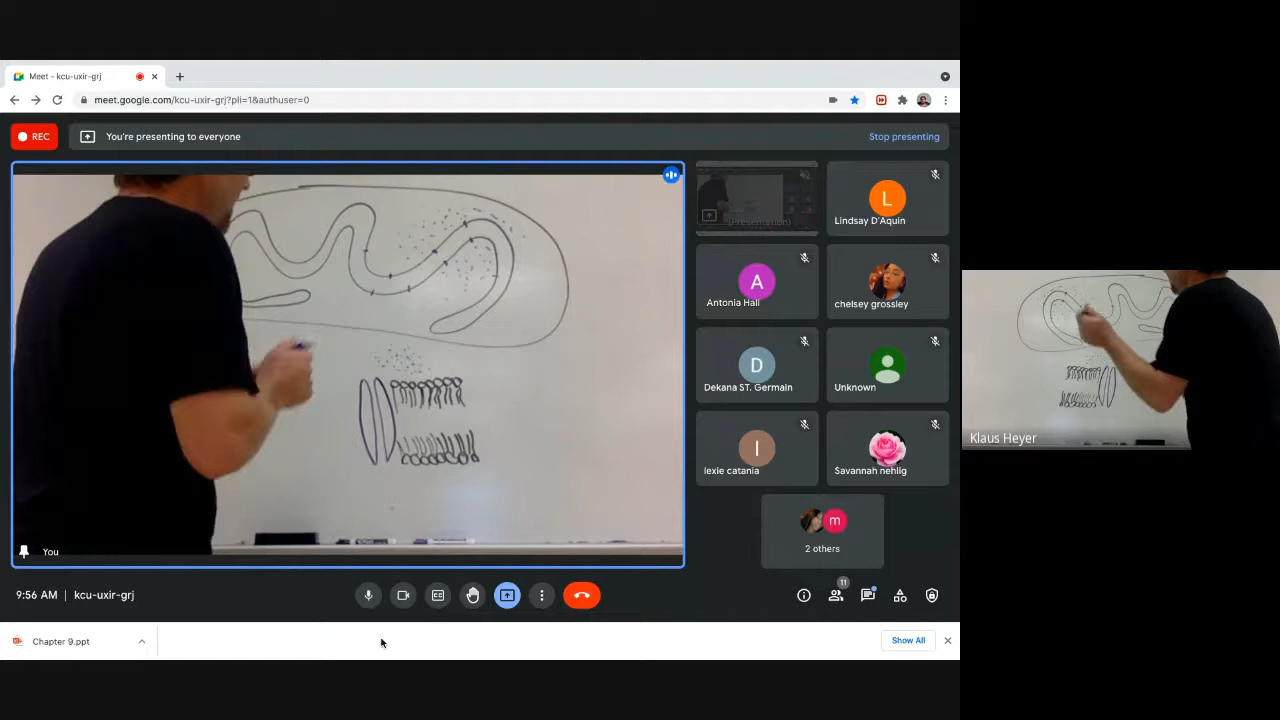 Meet - kcu-uxir-grj
meet.google.com/kcu-uxir-grj?pli=1&authuser=0
REC
You're presenting to everyone
Stop presenting
(Presentation)
L
Lindsay D'Aquin
A
Antonia Hall
chelsey grossley
D
Dekana ST. Germain
Unknown
I
lexie catania
Savannah nehlig
m
2 others
You
Klaus Heyer
9:56 AM | kcu-uxir-grj
CC
11
Chapter 9.ppt
Show All